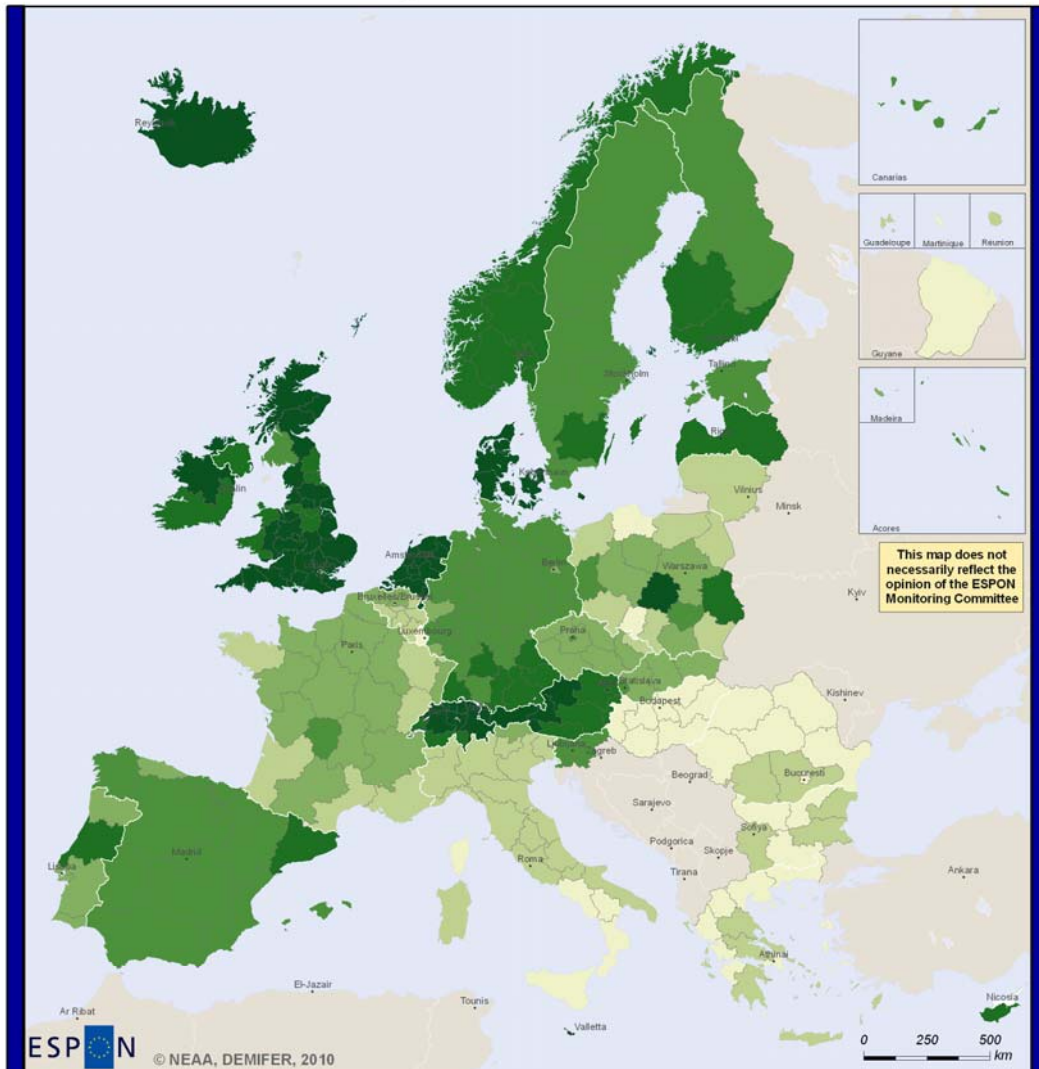 Reykjavik
Canarias
Guadeloupe
Martinique
Reunion
Guyane
Madeira
Acores
This map does not
necessarily reflect the
opinion of the ESPON
Monitoring Committee
Stockholm
Tallinn
Vilnius
Minsk
Berlin
Warszawa
Kyiv
Bruxelles/Brussel
Luxembourg
Paris
Praha
Bratislava
Budapest
Kishinev
Ljubljana
Zagreb
Beograd
Bucuresti
Sarajevo
Sofiya
Podgorica
Skopje
Tirana
Roma
Madrid
Lisboa
Ankara
Athinai
Nicosia
El-Jazair
Tounis
Valletta
Ar Ribat
ESPON
© NEAA, DEMIFER, 2010
0 250 500
km